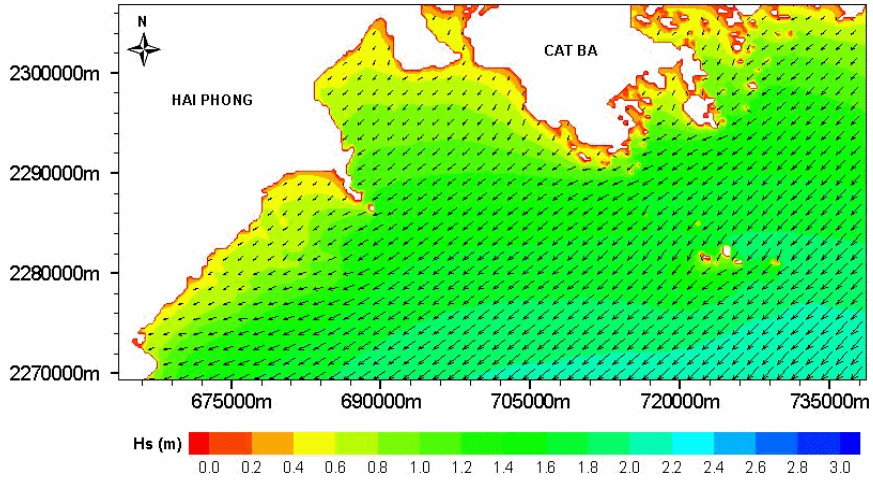 N
CAT BA
HAI PHONG
2300000m
2290000m
2280000m
2270000m
675000m 690000m 705000m 720000m 735000m
Hs (m)
0.0 0.2 0.4 0.6 0.8 1.0 1.2 1.4 1.6 1.8 2.0 2.2 2.4 2.6 2.8 3.0